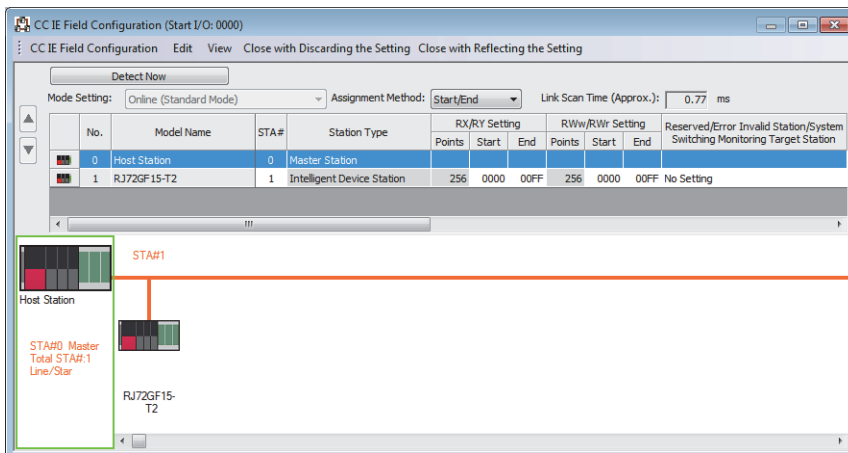 CC IE Field Configuration (Start I/O: 0000)
CC IE Field Configuration Edit View Close with Discarding the Setting Close with Reflecting the Setting
Detect Now
Mode Setting: Online (Standard Mode) Assignment Method: Start/End Link Scan Time (Approx.): 0.77 ms
No. Model Name STA# Station Type RX/RY Setting RWw/RWr Setting Reserved/Error Invalid Station/System Switching Monitoring Target Station
Points Start End Points Start End
0 Host Station 0 Master Station
1 RJ72GF15-T2 1 Intelligent Device Station 256 0000 00FF 256 0000 00FF No Setting
STA#1
Host Station
STA#0 Master
Total STA#:1
Line/Star
RJ72GF15-
T2